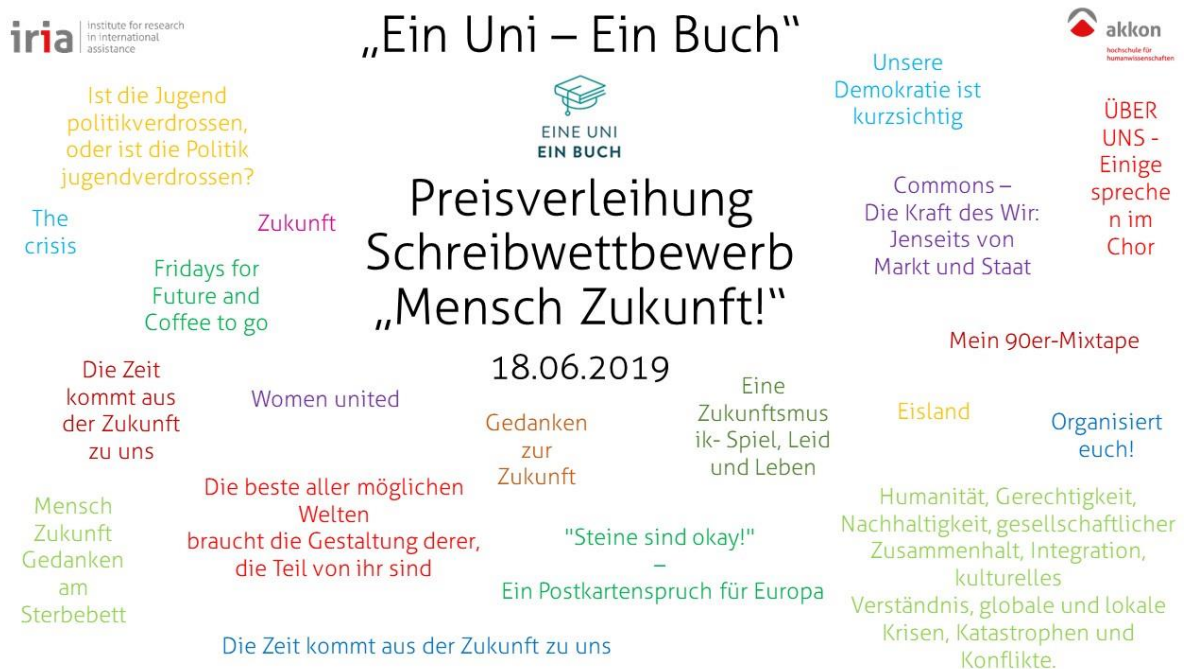 iria
institute for research
in international
assistance
„Ein Uni – Ein Buch“
akkon
hochschule für
humanwissenschaften
EINE UNI
EIN BUCH
Preisverleihung
Schreibwettbewerb
„Mensch Zukunft!“
18.06.2019
Ist die Jugend
politikverdrossen,
oder ist die Politik
jugendverdrossen?
Unsere
Demokratie ist
kurzsichtig
ÜBER
UNS -
Einige
spreche
n im
Chor
The
crisis
Zukunft
Commons –
Die Kraft des Wir:
Jenseits von
Markt und Staat
Fridays for
Future and
Coffee to go
Mein 90er-Mixtape
Die Zeit
kommt aus
der Zukunft
zu uns
Women united
Gedanken
zur
Zukunft
Eine
Zukunftsmus
ik- Spiel, Leid
und Leben
Eisland
Organisiert
euch!
Mensch
Zukunft
Gedanken
am
Sterbebett
Die beste aller möglichen
Welten
braucht die Gestaltung derer,
die Teil von ihr sind
"Steine sind okay!"
–
Ein Postkartenspruch für Europa
Humanität, Gerechtigkeit,
Nachhaltigkeit, gesellschaftlicher
Zusammenhalt, Integration,
kulturelles
Verständnis, globale und lokale
Krisen, Katastrophen und
Konflikte.
Die Zeit kommt aus der Zukunft zu uns